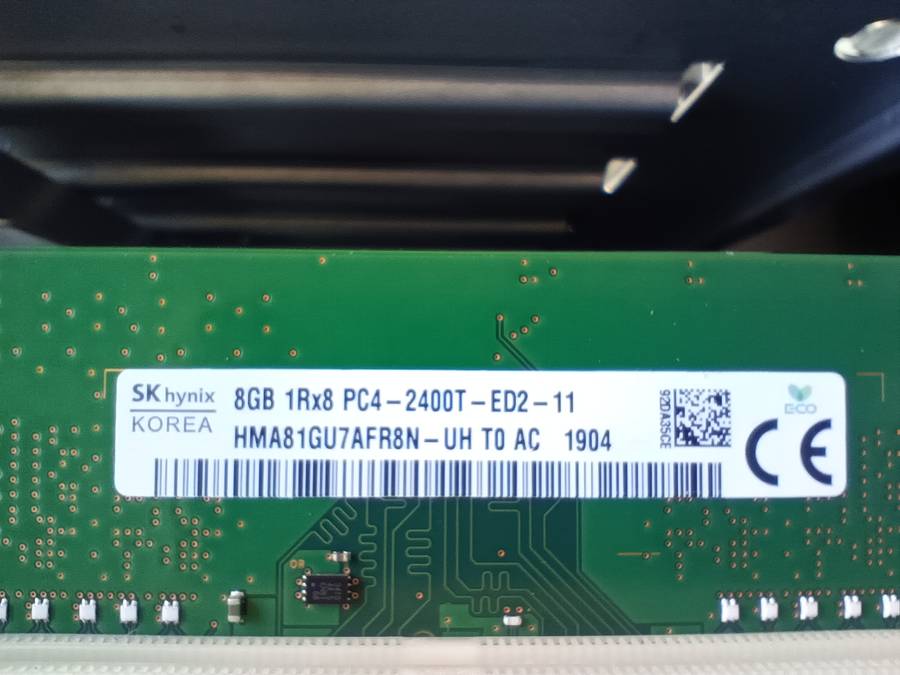 SK hynix
KOREA
8GB 1Rx8 PC4-2400T-ED2-11
HMA81GU7AFR8N-UH T0 AC 1904
92DA35CE
ECO
CE